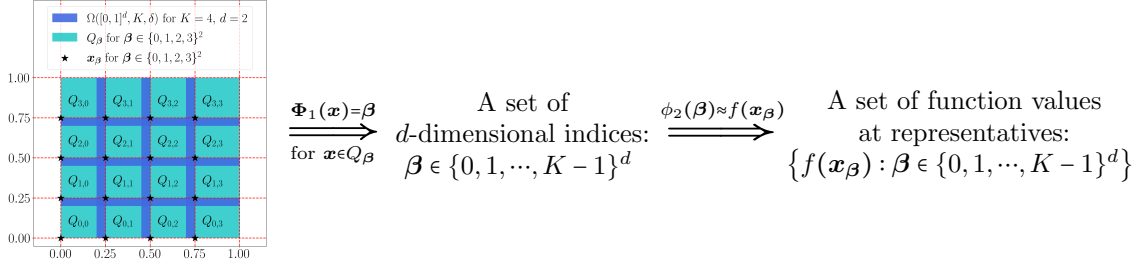 Ω([0, 1]^d, K, δ) for K = 4, d = 2
Q_β for β ∈ {0, 1, 2, 3}^2
x_β for β ∈ {0, 1, 2, 3}^2
1.00
Q_{3,0} Q_{3,1} Q_{3,2} Q_{3,3}
0.75
Q_{2,0} Q_{2,1} Q_{2,2} Q_{2,3}
0.50
Q_{1,0} Q_{1,1} Q_{1,2} Q_{1,3}
0.25
Q_{0,0} Q_{0,1} Q_{0,2} Q_{0,3}
0.00
0.00 0.25 0.50 0.75 1.00
Φ_1(x)=β
for x∈Q_β
A set of
d-dimensional indices:
β ∈ {0, 1, ⋯, K − 1}^d
ϕ_2(β)≈f(x_β)
A set of function values
at representatives:
{f(x_β) : β ∈ {0, 1, ⋯, K − 1}^d}